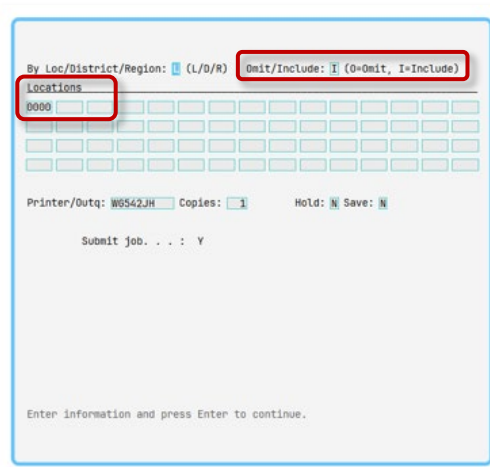 By Loc/District/Region: L (L/D/R) Omit/Include: I (O=Omit, I=Include)
Locations
0000
Printer/Outq: WG542JH Copies: 1 Hold: N Save: N
Submit job. . . : Y
Enter information and press Enter to continue.